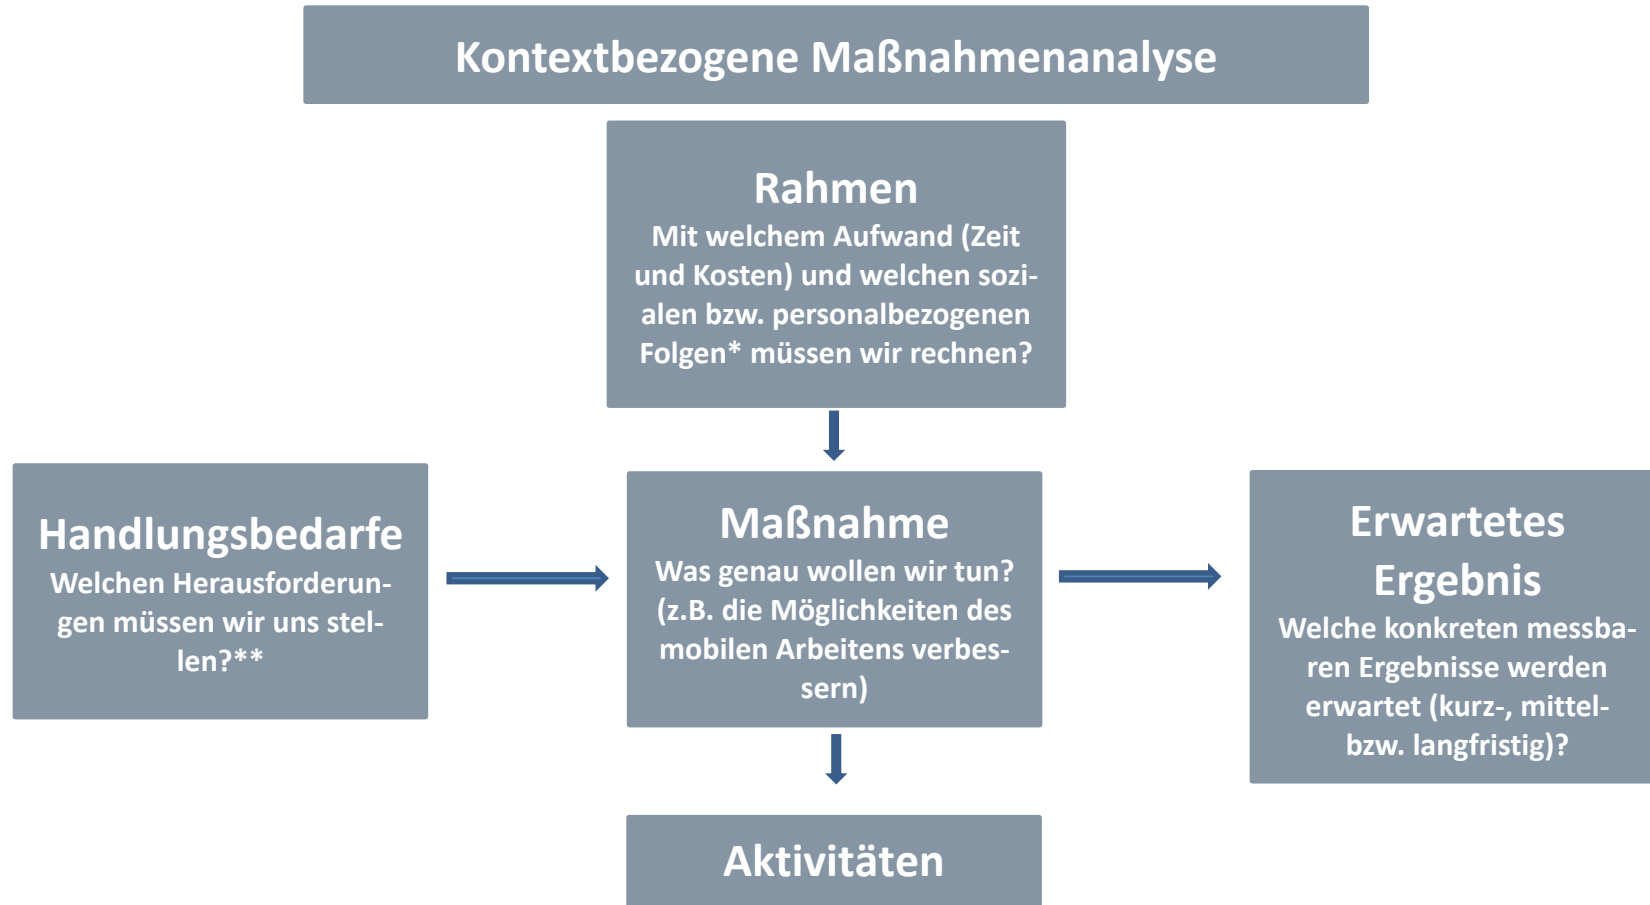 Kontextbezogene Maßnahmenanalyse
Rahmen
Mit welchem Aufwand (Zeit
und Kosten) und welchen sozi-
alen bzw. personalbezogenen
Folgen* müssen wir rechnen?
Handlungsbedarfe
Welchen Herausforderun-
gen müssen wir uns stel-
len?**
Maßnahme
Was genau wollen wir tun?
(z.B. die Möglichkeiten des
mobilen Arbeitens verbes-
sern)
Erwartetes
Ergebnis
Welche konkreten messba-
ren Ergebnisse werden
erwartet (kurz-, mittel-
bzw. langfristig)?
Aktivitäten